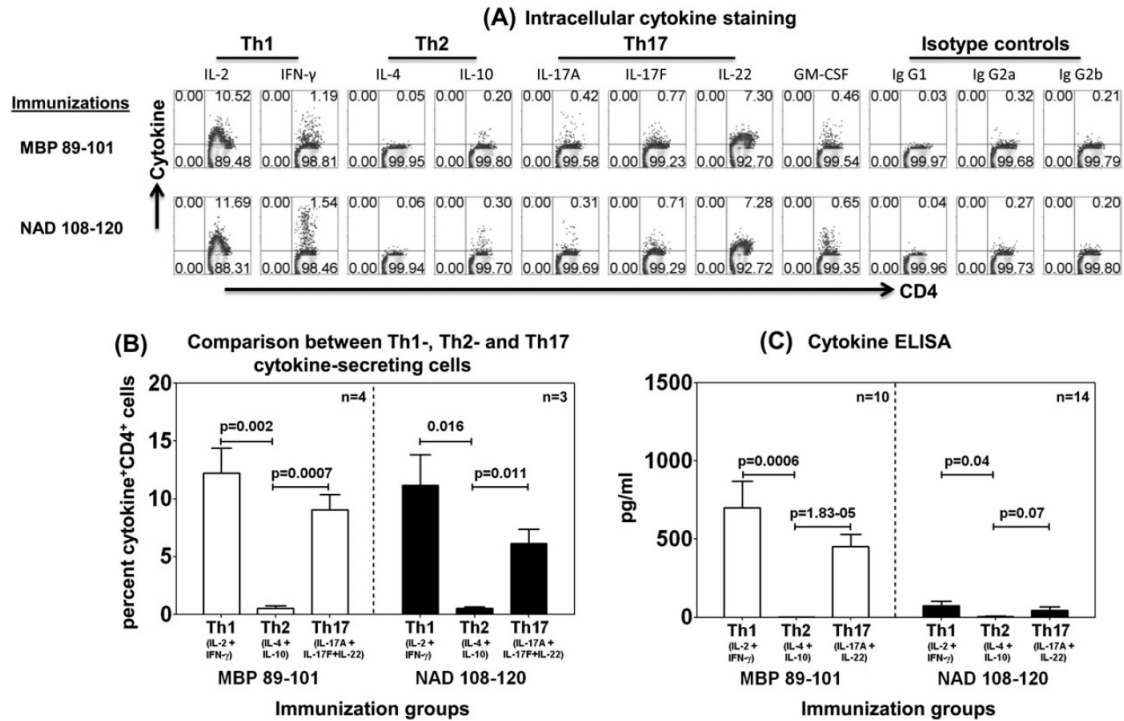 (A) Intracellular cytokine staining
Th1 Th2 Th17 Isotype controls
IL-2 IFN-γ IL-4 IL-10 IL-17A IL-17F IL-22 GM-CSF Ig G1 Ig G2a Ig G2b
Immunizations
Cytokine
MBP 89-101
0.00 10.52 0.00 1.19 0.00 0.05 0.00 0.20 0.00 0.42 0.00 0.77 0.00 7.30 0.00 0.46 0.00 0.03 0.00 0.32 0.00 0.21
0.00 89.48 0.00 98.81 0.00 99.95 0.00 99.80 0.00 99.58 0.00 99.23 0.00 92.70 0.00 99.54 0.00 99.97 0.00 99.68 0.00 99.79
NAD 108-120
0.00 11.69 0.00 1.54 0.00 0.06 0.00 0.30 0.00 0.31 0.00 0.71 0.00 7.28 0.00 0.65 0.00 0.04 0.00 0.27 0.00 0.20
0.00 88.31 0.00 98.46 0.00 99.94 0.00 99.70 0.00 99.69 0.00 99.29 0.00 92.72 0.00 99.35 0.00 99.96 0.00 99.73 0.00 99.80
CD4
(B) Comparison between Th1-, Th2- and Th17
cytokine-secreting cells
percent cytokine⁺CD4⁺ cells
20
15
10
5
0
n=4 n=3
p=0.002 0.016
p=0.0007 p=0.011
Th1 Th2 Th17 Th1 Th2 Th17
(IL-2 + (IL-4 + (IL-17A + (IL-2 + (IL-4 + (IL-17A +
IFN-γ) IL-10) IL-17F+IL-22) IFN-γ) IL-10) IL-17F+IL-22)
MBP 89-101 NAD 108-120
Immunization groups
(C) Cytokine ELISA
pg/ml
1500
1000
500
0
n=10 n=14
p=0.0006 p=0.04
p=1.83-05 p=0.07
Th1 Th2 Th17 Th1 Th2 Th17
(IL-2 + (IL-4 + (IL-17A + (IL-2 + (IL-4 + (IL-17A +
IFN-γ) IL-10) IL-22) IFN-γ) IL-10) IL-22)
MBP 89-101 NAD 108-120
Immunization groups